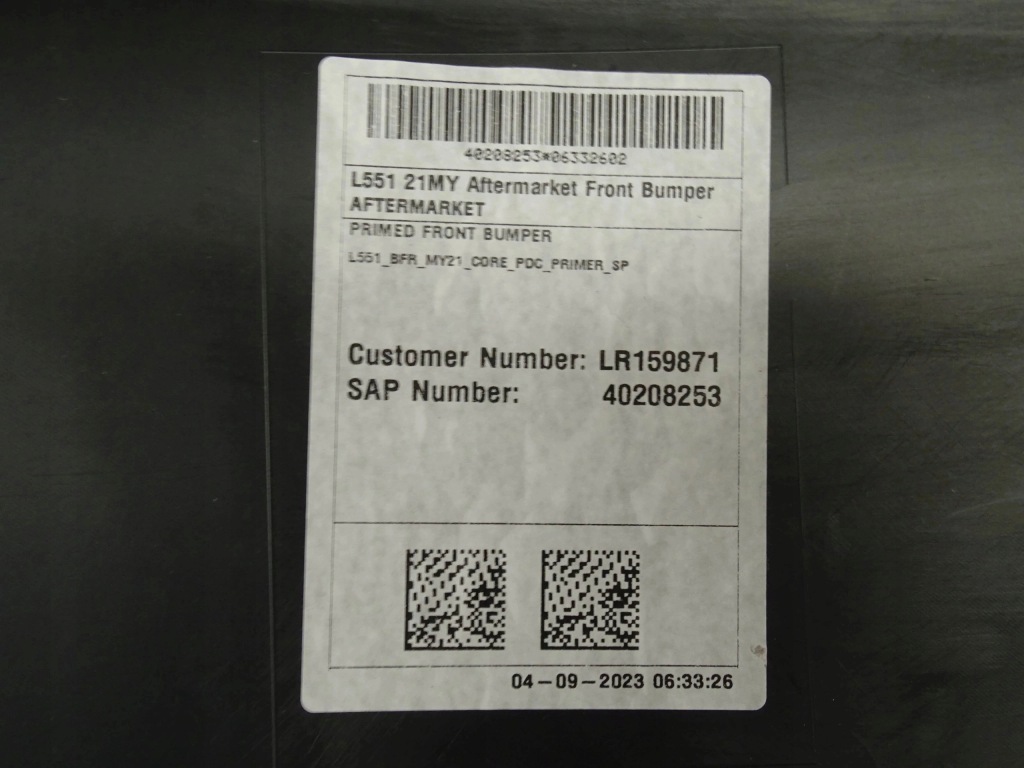 40208253*06332602
L551 21MY Aftermarket Front Bumper
AFTERMARKET
PRIMED FRONT BUMPER
L551_BFR_MY21_CORE_PDC_PRIMER_SP
Customer Number: LR159871
SAP Number: 40208253
04-09-2023 06:33:26